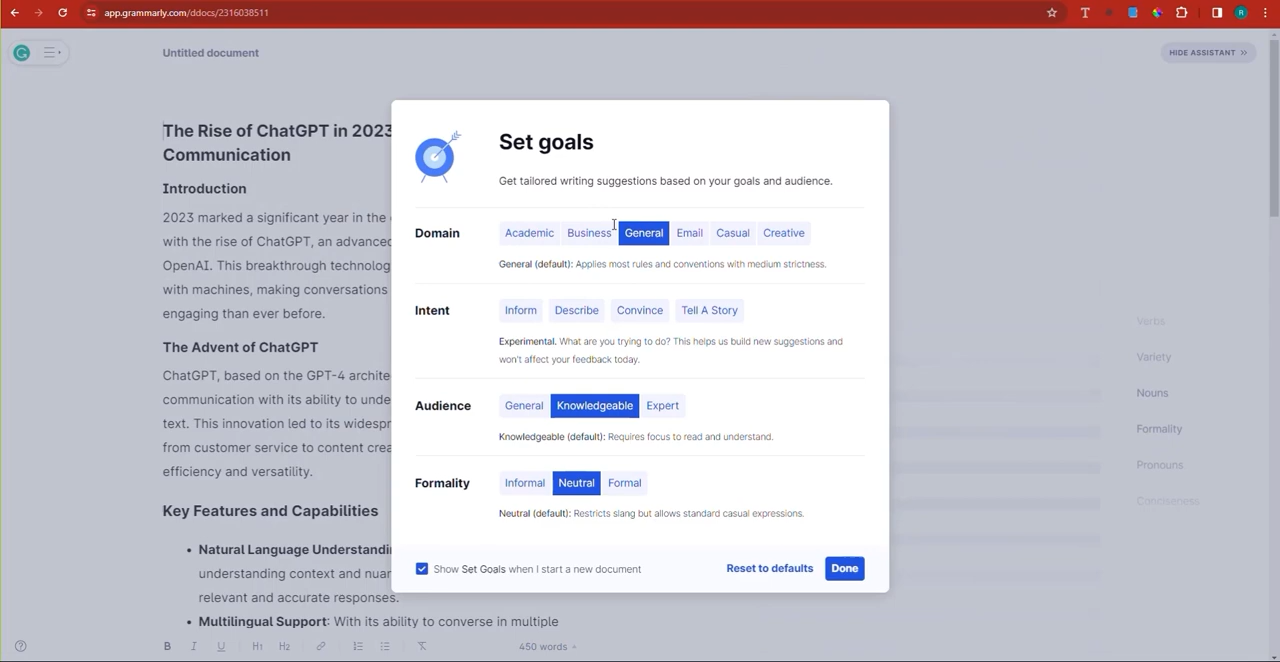 app.grammarly.com/ddocs/2316038511
Untitled document
HIDE ASSISTANT
The Rise of ChatGPT in 2023
Communication
Introduction
2023 marked a significant year in the
with the rise of ChatGPT, an advanced
OpenAI. This breakthrough technolog
with machines, making conversations
engaging than ever before.
The Advent of ChatGPT
ChatGPT, based on the GPT-4 archite
communication with its ability to unde
text. This innovation led to its widespr
from customer service to content crea
efficiency and versatility.
Key Features and Capabilities
• Natural Language Understandi
understanding context and nuar
relevant and accurate responses.
• Multilingual Support: With its ability to converse in multiple
Set goals
Get tailored writing suggestions based on your goals and audience.
Domain Academic Business General Email Casual Creative
General (default): Applies most rules and conventions with medium strictness.
Intent Inform Describe Convince Tell A Story
Experimental. What are you trying to do? This helps us build new suggestions and
won't affect your feedback today.
Audience General Knowledgeable Expert
Knowledgeable (default): Requires focus to read and understand.
Formality Informal Neutral Formal
Neutral (default): Restricts slang but allows standard casual expressions.
Show Set Goals when I start a new document Reset to defaults Done
Verbs
Variety
Nouns
Formality
Pronouns
Conciseness
B I U H1 H2
450 words